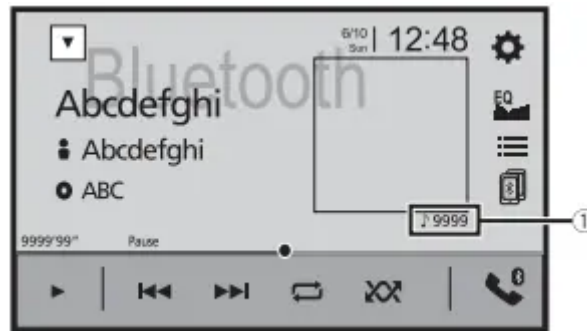 6/10
Sun
12:48
Bluetooth
Abcdefghi
EQ
Abcdefghi
ABC
♪ 9999
①
9999'99"
Pause